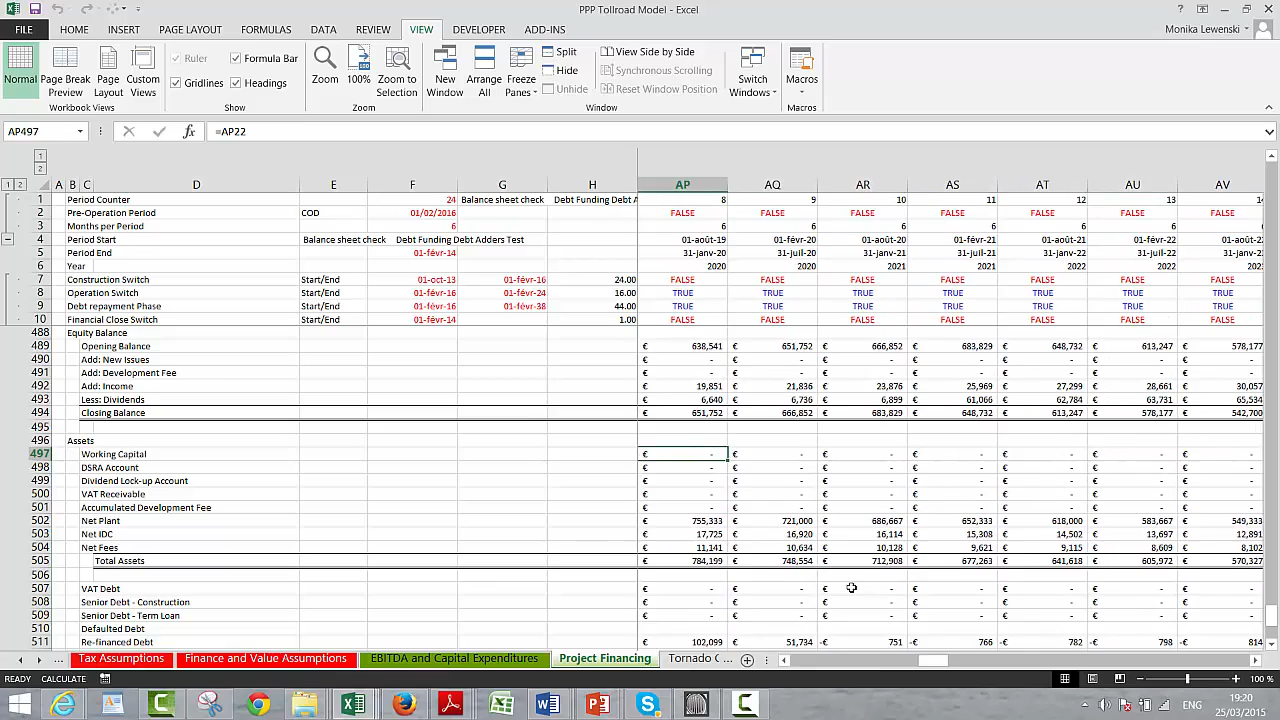 PPP Tollroad Model - Excel
FILE HOME INSERT PAGE LAYOUT FORMULAS DATA REVIEW VIEW DEVELOPER ADD-INS Monika Lewenski
Normal Page Break Preview Page Layout Custom Views Ruler Formula Bar Gridlines Headings Zoom 100% Zoom to Selection New Window Arrange All Freeze Panes Split Hide Unhide View Side by Side Synchronous Scrolling Reset Window Position Switch Windows Macros
Workbook Views Show Zoom Window Macros
AP497 fx =AP22
1
2
1 2 A B C D E F G H AP AQ AR AS AT AU AV
1 Period Counter 24 Balance sheet check Debt Funding Debt A 8 9 10 11 12 13 14
2 Pre-Operation Period COD 01/02/2016 FALSE FALSE FALSE FALSE FALSE FALSE FALSE
3 Months per Period 6 6 6 6 6 6 6 6
4 Period Start Balance sheet check Debt Funding Debt Adders Test 01-août-19 01-févr-20 01-août-20 01-févr-21 01-août-21 01-févr-22 01-août-22
5 Period End 01-févr-14 31-janv-20 31-juil-20 31-janv-21 31-juil-21 31-janv-22 31-juil-22 31-janv-23
6 Year 2020 2020 2021 2021 2022 2022 2023
7 Construction Switch Start/End 01-oct-13 01-févr-16 24.00 FALSE FALSE FALSE FALSE FALSE FALSE FALSE
8 Operation Switch Start/End 01-févr-16 01-févr-24 16.00 TRUE TRUE TRUE TRUE TRUE TRUE TRUE
9 Debt repayment Phase Start/End 01-févr-16 01-févr-38 44.00 TRUE TRUE TRUE TRUE TRUE TRUE TRUE
10 Financial Close Switch Start/End 01-févr-14 1.00 FALSE FALSE FALSE FALSE FALSE FALSE FALSE
488 Equity Balance
489 Opening Balance € 638,541 € 651,752 € 666,852 € 683,829 € 648,732 € 613,247 € 578,177
490 Add: New Issues € - € - € - € - € - € - € -
491 Add: Development Fee € - € - € - € - € - € - € -
492 Add: Income € 19,851 € 21,836 € 23,876 € 25,969 € 27,299 € 28,661 € 30,057
493 Less: Dividends € 6,640 € 6,736 € 6,899 € 61,066 € 62,784 € 63,731 € 65,534
494 Closing Balance € 651,752 € 666,852 € 683,829 € 648,732 € 613,247 € 578,177 € 542,700
495
496 Assets
497 Working Capital € - € - € - € - € - € - € -
498 DSRA Account € - € - € - € - € - € - € -
499 Dividend Lock-up Account € - € - € - € - € - € - € -
500 VAT Receivable € - € - € - € - € - € - € -
501 Accumulated Development Fee € - € - € - € - € - € - € -
502 Net Plant € 755,333 € 721,000 € 686,667 € 652,333 € 618,000 € 583,667 € 549,333
503 Net IDC € 17,725 € 16,920 € 16,114 € 15,308 € 14,502 € 13,697 € 12,891
504 Net Fees € 11,141 € 10,634 € 10,128 € 9,621 € 9,115 € 8,609 € 8,102
505 Total Assets € 784,199 € 748,554 € 712,908 € 677,263 € 641,618 € 605,972 € 570,327
506
507 VAT Debt € - € - € - € - € - € - € -
508 Senior Debt - Construction € - € - € - € - € - € - € -
509 Senior Debt - Term Loan € - € - € - € - € - € - € -
510 Defaulted Debt
511 Re-financed Debt € 102,099 € 51,734 -€ 751 -€ 766 -€ 782 -€ 798 -€ 814
... Tax Assumptions Finance and Value Assumptions EBITDA and Capital Expenditures Project Financing Tornado C ...
READY CALCULATE 100 %
ENG 19:20
25/03/2015